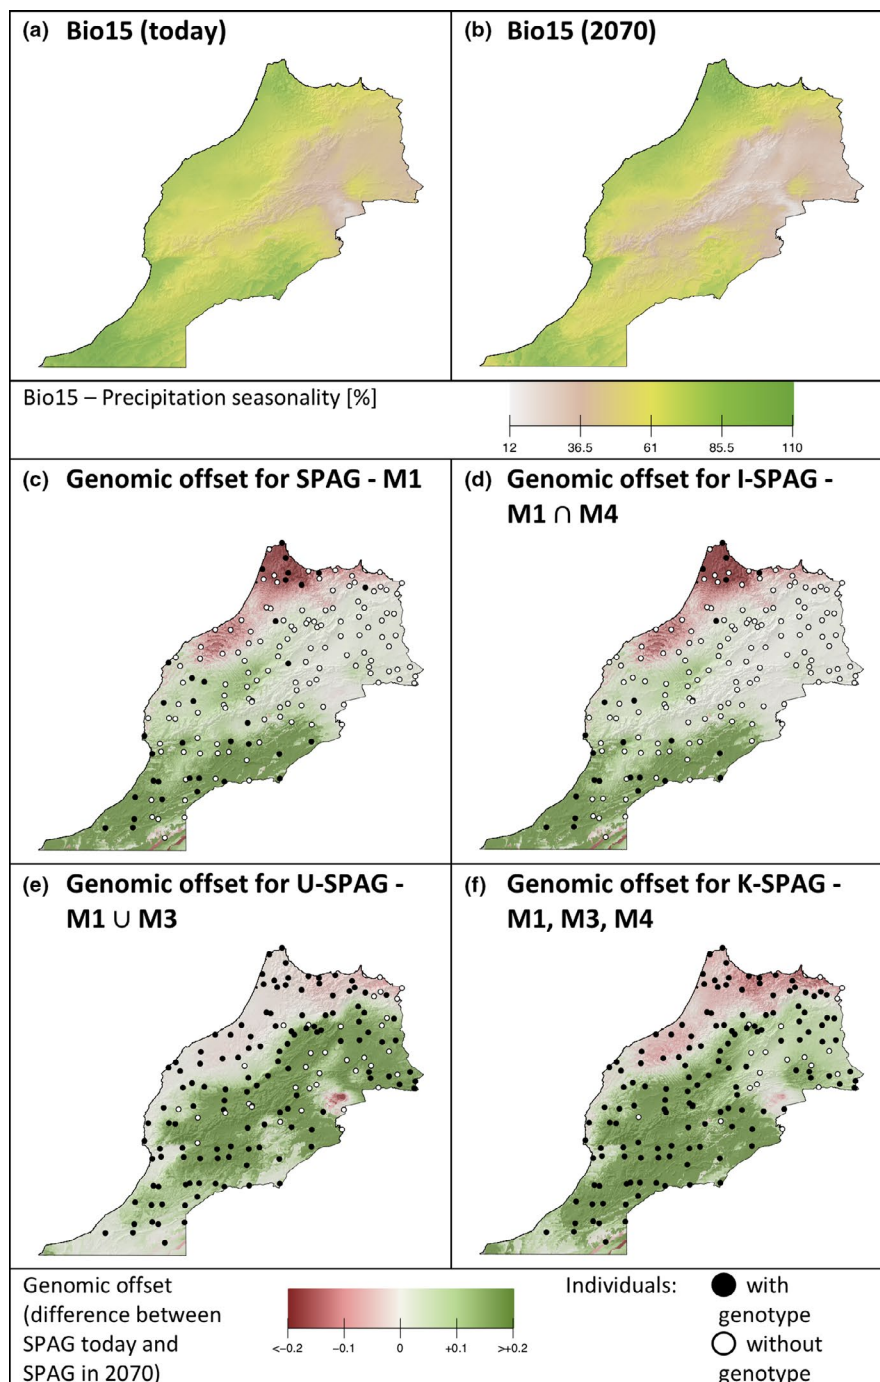 (a) Bio15 (today)
(b) Bio15 (2070)
Bio15 – Precipitation seasonality [%]
12 36.5 61 85.5 110
(c) Genomic offset for SPAG - M1
(d) Genomic offset for I-SPAG -
M1 ∩ M4
(e) Genomic offset for U-SPAG -
M1 ∪ M3
(f) Genomic offset for K-SPAG -
M1, M3, M4
Genomic offset
(difference between
SPAG today and
SPAG in 2070)
<−0.2 −0.1 0 +0.1 >+0.2
Individuals:
with
genotype
without
genotype